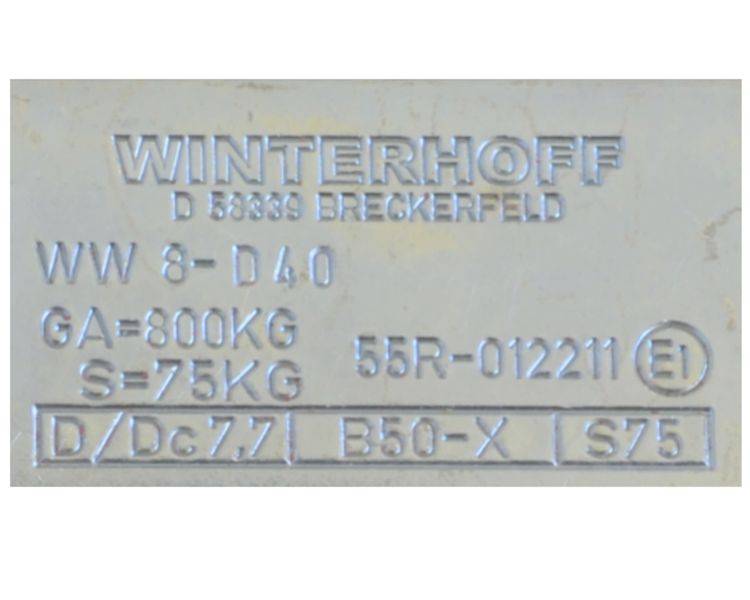 WINTERHOFF
D 58339 BRECKERFELD
WW 8-D40
GA=800KG
S=75KG 55R-012211 E1
D/Dc7,7 B50-X S75